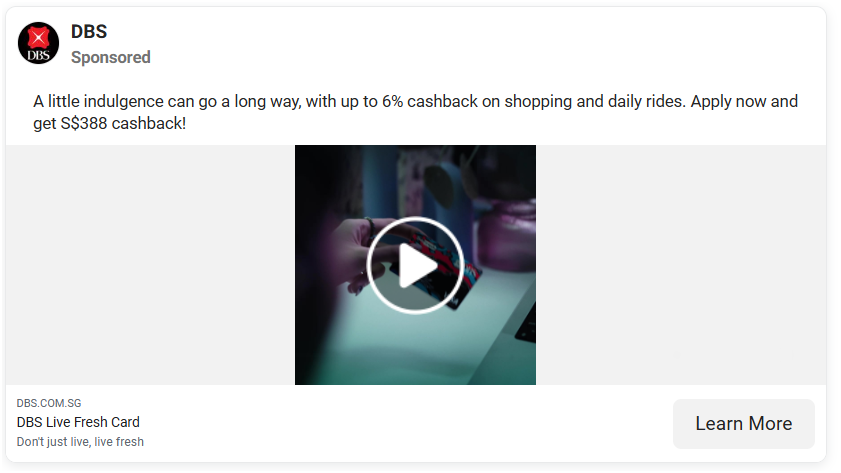 DBS
DBS
Sponsored
A little indulgence can go a long way, with up to 6% cashback on shopping and daily rides. Apply now and
get S$388 cashback!
DBS.COM.SG
DBS Live Fresh Card
Don't just live, live fresh
Learn More